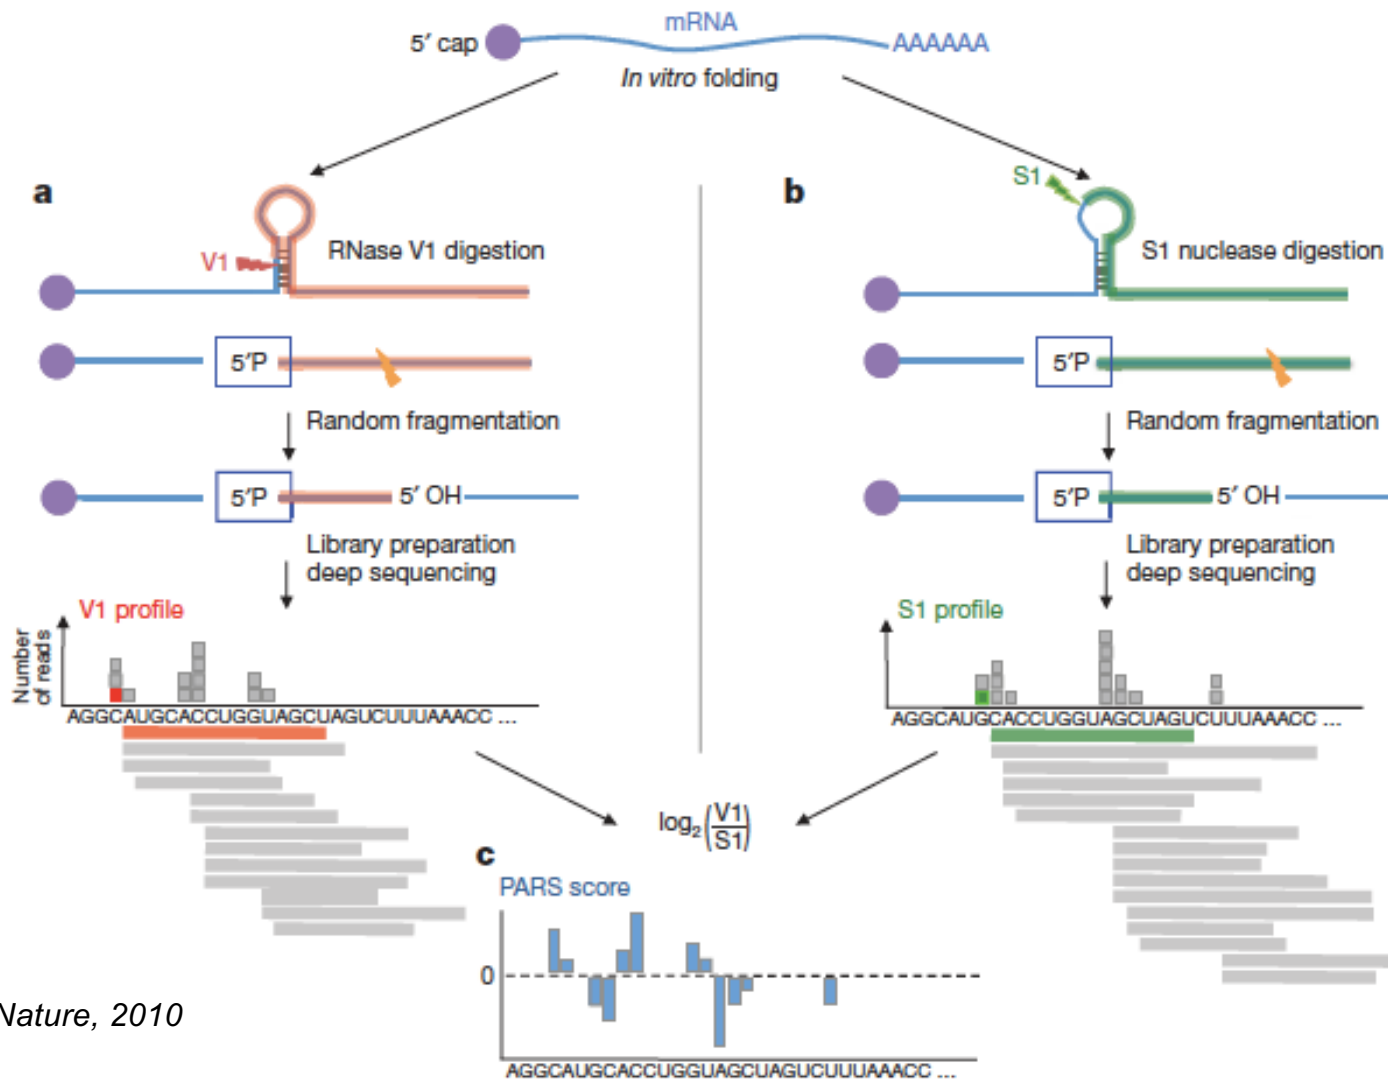 mRNA
5′ cap
AAAAAA
In vitro folding
a
V1
RNase V1 digestion
5′P
Random fragmentation
5′P
5′ OH
Library preparation
deep sequencing
V1 profile
Number
of reads
AGGCAUGCACCUGGUAGCUAGUCUUUAAACC ...
b
S1
S1 nuclease digestion
5′P
Random fragmentation
5′P
5′ OH
Library preparation
deep sequencing
S1 profile
AGGCAUGCACCUGGUAGCUAGUCUUUAAACC ...
log2(V1/S1)
c
PARS score
0
AGGCAUGCACCUGGUAGCUAGUCUUUAAACC ...
Nature, 2010